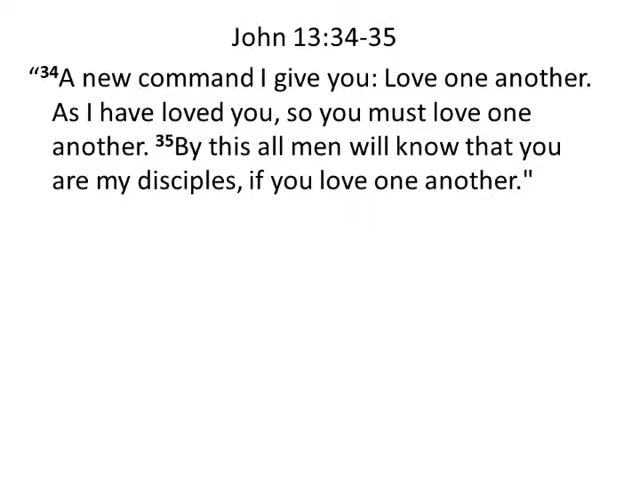 John 13:34-35
“34A new command I give you: Love one another.
As I have loved you, so you must love one
another. 35By this all men will know that you
are my disciples, if you love one another."